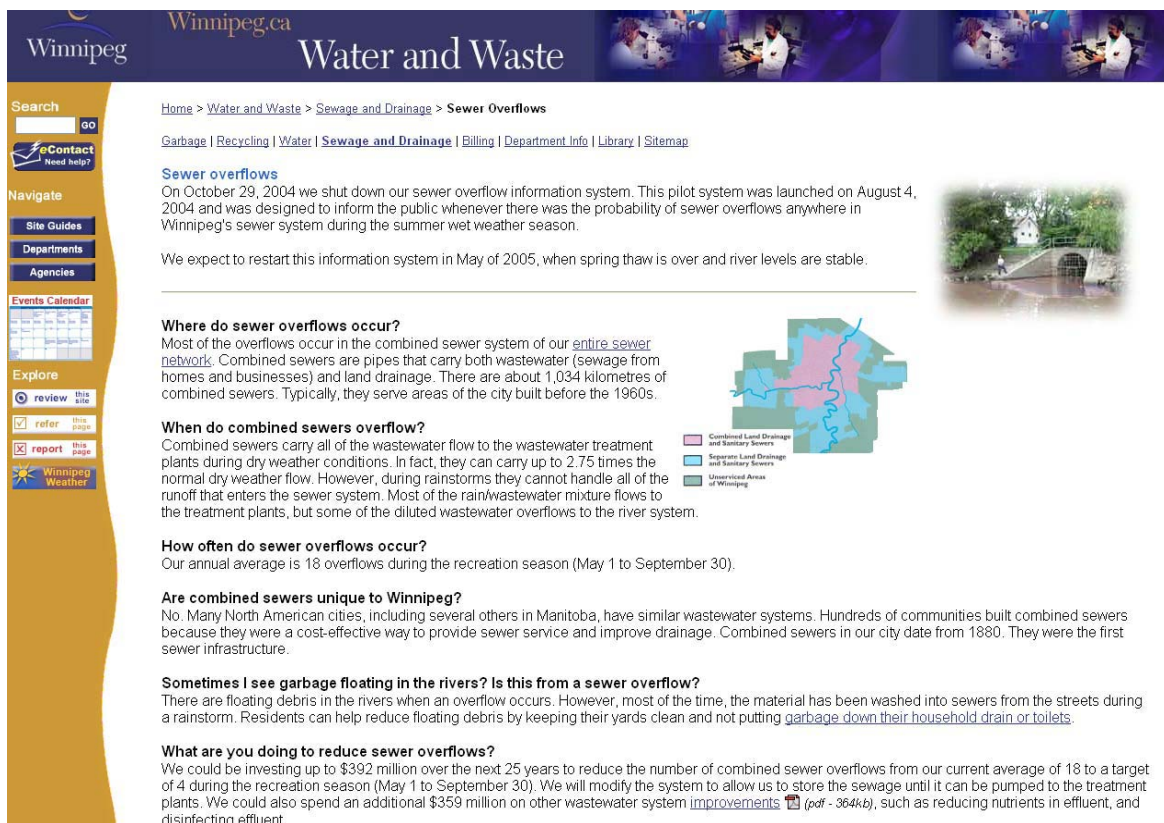 Winnipeg
Winnipeg.ca
Water and Waste
Search
GO
eContact
Need help?
Navigate
Site Guides
Departments
Agencies
Events Calendar
Explore
review this site
refer this page
report this page
Winnipeg Weather
Home > Water and Waste > Sewage and Drainage > Sewer Overflows
Garbage | Recycling | Water | Sewage and Drainage | Billing | Department Info | Library | Sitemap
Sewer overflows
On October 29, 2004 we shut down our sewer overflow information system. This pilot system was launched on August 4,
2004 and was designed to inform the public whenever there was the probability of sewer overflows anywhere in
Winnipeg's sewer system during the summer wet weather season.
We expect to restart this information system in May of 2005, when spring thaw is over and river levels are stable.
Where do sewer overflows occur?
Most of the overflows occur in the combined sewer system of our entire sewer
network. Combined sewers are pipes that carry both wastewater (sewage from
homes and businesses) and land drainage. There are about 1,034 kilometres of
combined sewers. Typically, they serve areas of the city built before the 1960s.
When do combined sewers overflow?
Combined sewers carry all of the wastewater flow to the wastewater treatment
plants during dry weather conditions. In fact, they can carry up to 2.75 times the
normal dry weather flow. However, during rainstorms they cannot handle all of the
runoff that enters the sewer system. Most of the rain/wastewater mixture flows to
the treatment plants, but some of the diluted wastewater overflows to the river system.
Combined Land Drainage
and Sanitary Sewers
Separate Land Drainage
and Sanitary Sewers
Unserviced Areas
of Winnipeg
How often do sewer overflows occur?
Our annual average is 18 overflows during the recreation season (May 1 to September 30).
Are combined sewers unique to Winnipeg?
No. Many North American cities, including several others in Manitoba, have similar wastewater systems. Hundreds of communities built combined sewers
because they were a cost-effective way to provide sewer service and improve drainage. Combined sewers in our city date from 1880. They were the first
sewer infrastructure.
Sometimes I see garbage floating in the rivers? Is this from a sewer overflow?
There are floating debris in the rivers when an overflow occurs. However, most of the time, the material has been washed into sewers from the streets during
a rainstorm. Residents can help reduce floating debris by keeping their yards clean and not putting garbage down their household drain or toilets.
What are you doing to reduce sewer overflows?
We could be investing up to $392 million over the next 25 years to reduce the number of combined sewer overflows from our current average of 18 to a target
of 4 during the recreation season (May 1 to September 30). We will modify the system to allow us to store the sewage until it can be pumped to the treatment
plants. We could also spend an additional $359 million on other wastewater system improvements (pdf - 364kb), such as reducing nutrients in effluent, and
disinfecting effluent